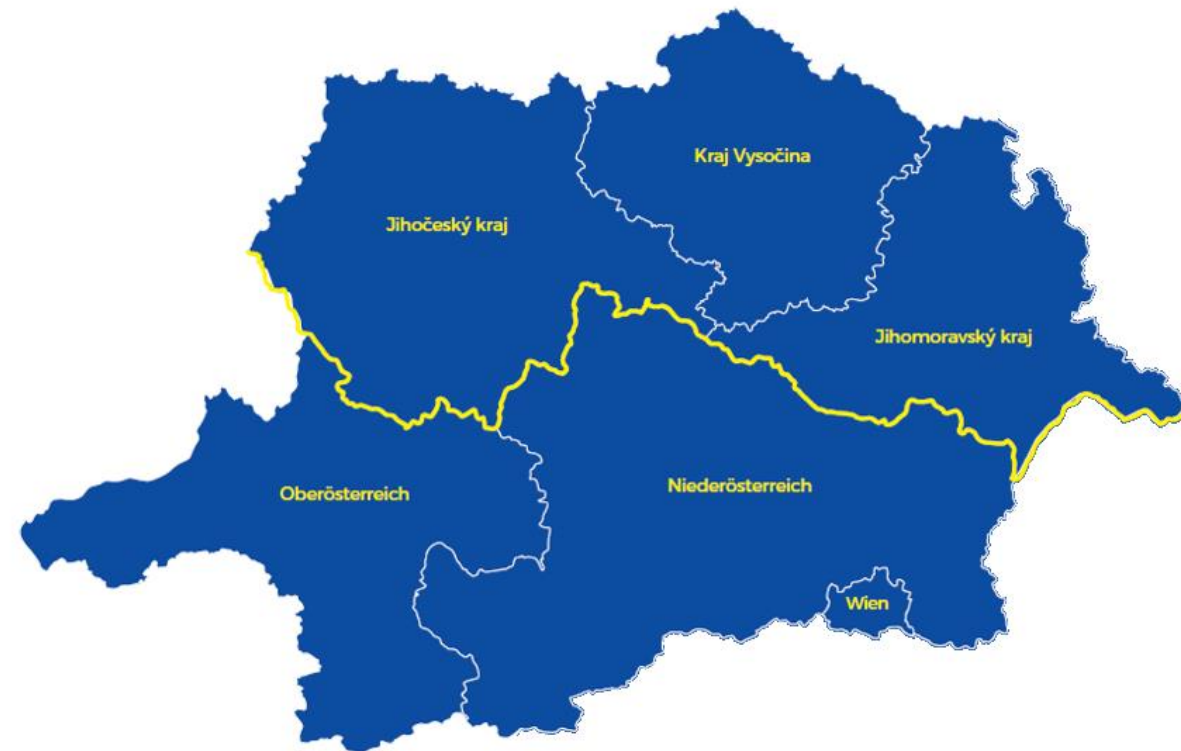 Kraj Vysočina
Jihočeský kraj
Jihomoravský kraj
Niederösterreich
Oberösterreich
Wien